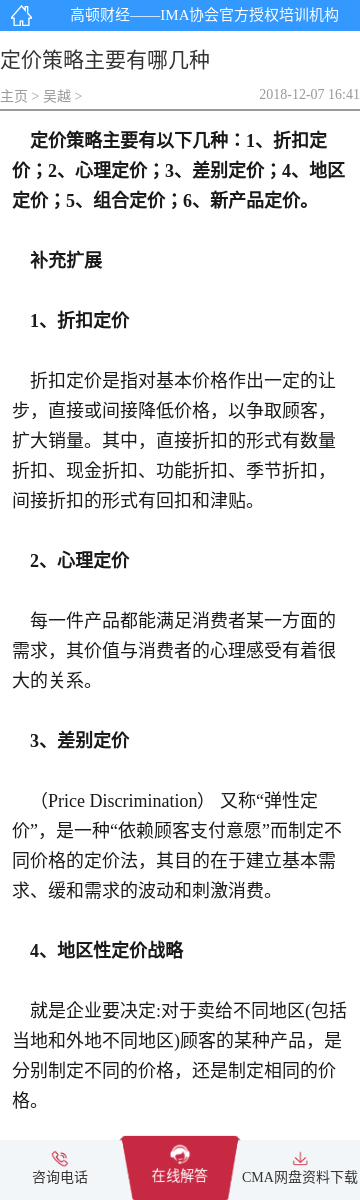 高顿财经——IMA协会官方授权培训机构
定价策略主要有哪几种
主页 > 吴越 > 2018-12-07 16:41
定价策略主要有以下几种：1、折扣定
价；2、心理定价；3、差别定价；4、地区
定价；5、组合定价；6、新产品定价。
补充扩展
1、折扣定价
折扣定价是指对基本价格作出一定的让
步，直接或间接降低价格，以争取顾客，
扩大销量。其中，直接折扣的形式有数量
折扣、现金折扣、功能折扣、季节折扣，
间接折扣的形式有回扣和津贴。
2、心理定价
每一件产品都能满足消费者某一方面的
需求，其价值与消费者的心理感受有着很
大的关系。
3、差别定价
（Price Discrimination） 又称“弹性定
价”，是一种“依赖顾客支付意愿”而制定不
同价格的定价法，其目的在于建立基本需
求、缓和需求的波动和刺激消费。
4、地区性定价战略
就是企业要决定:对于卖给不同地区(包括
当地和外地不同地区)顾客的某种产品，是
分别制定不同的价格，还是制定相同的价
格。
咨询电话 在线解答 CMA网盘资料下载